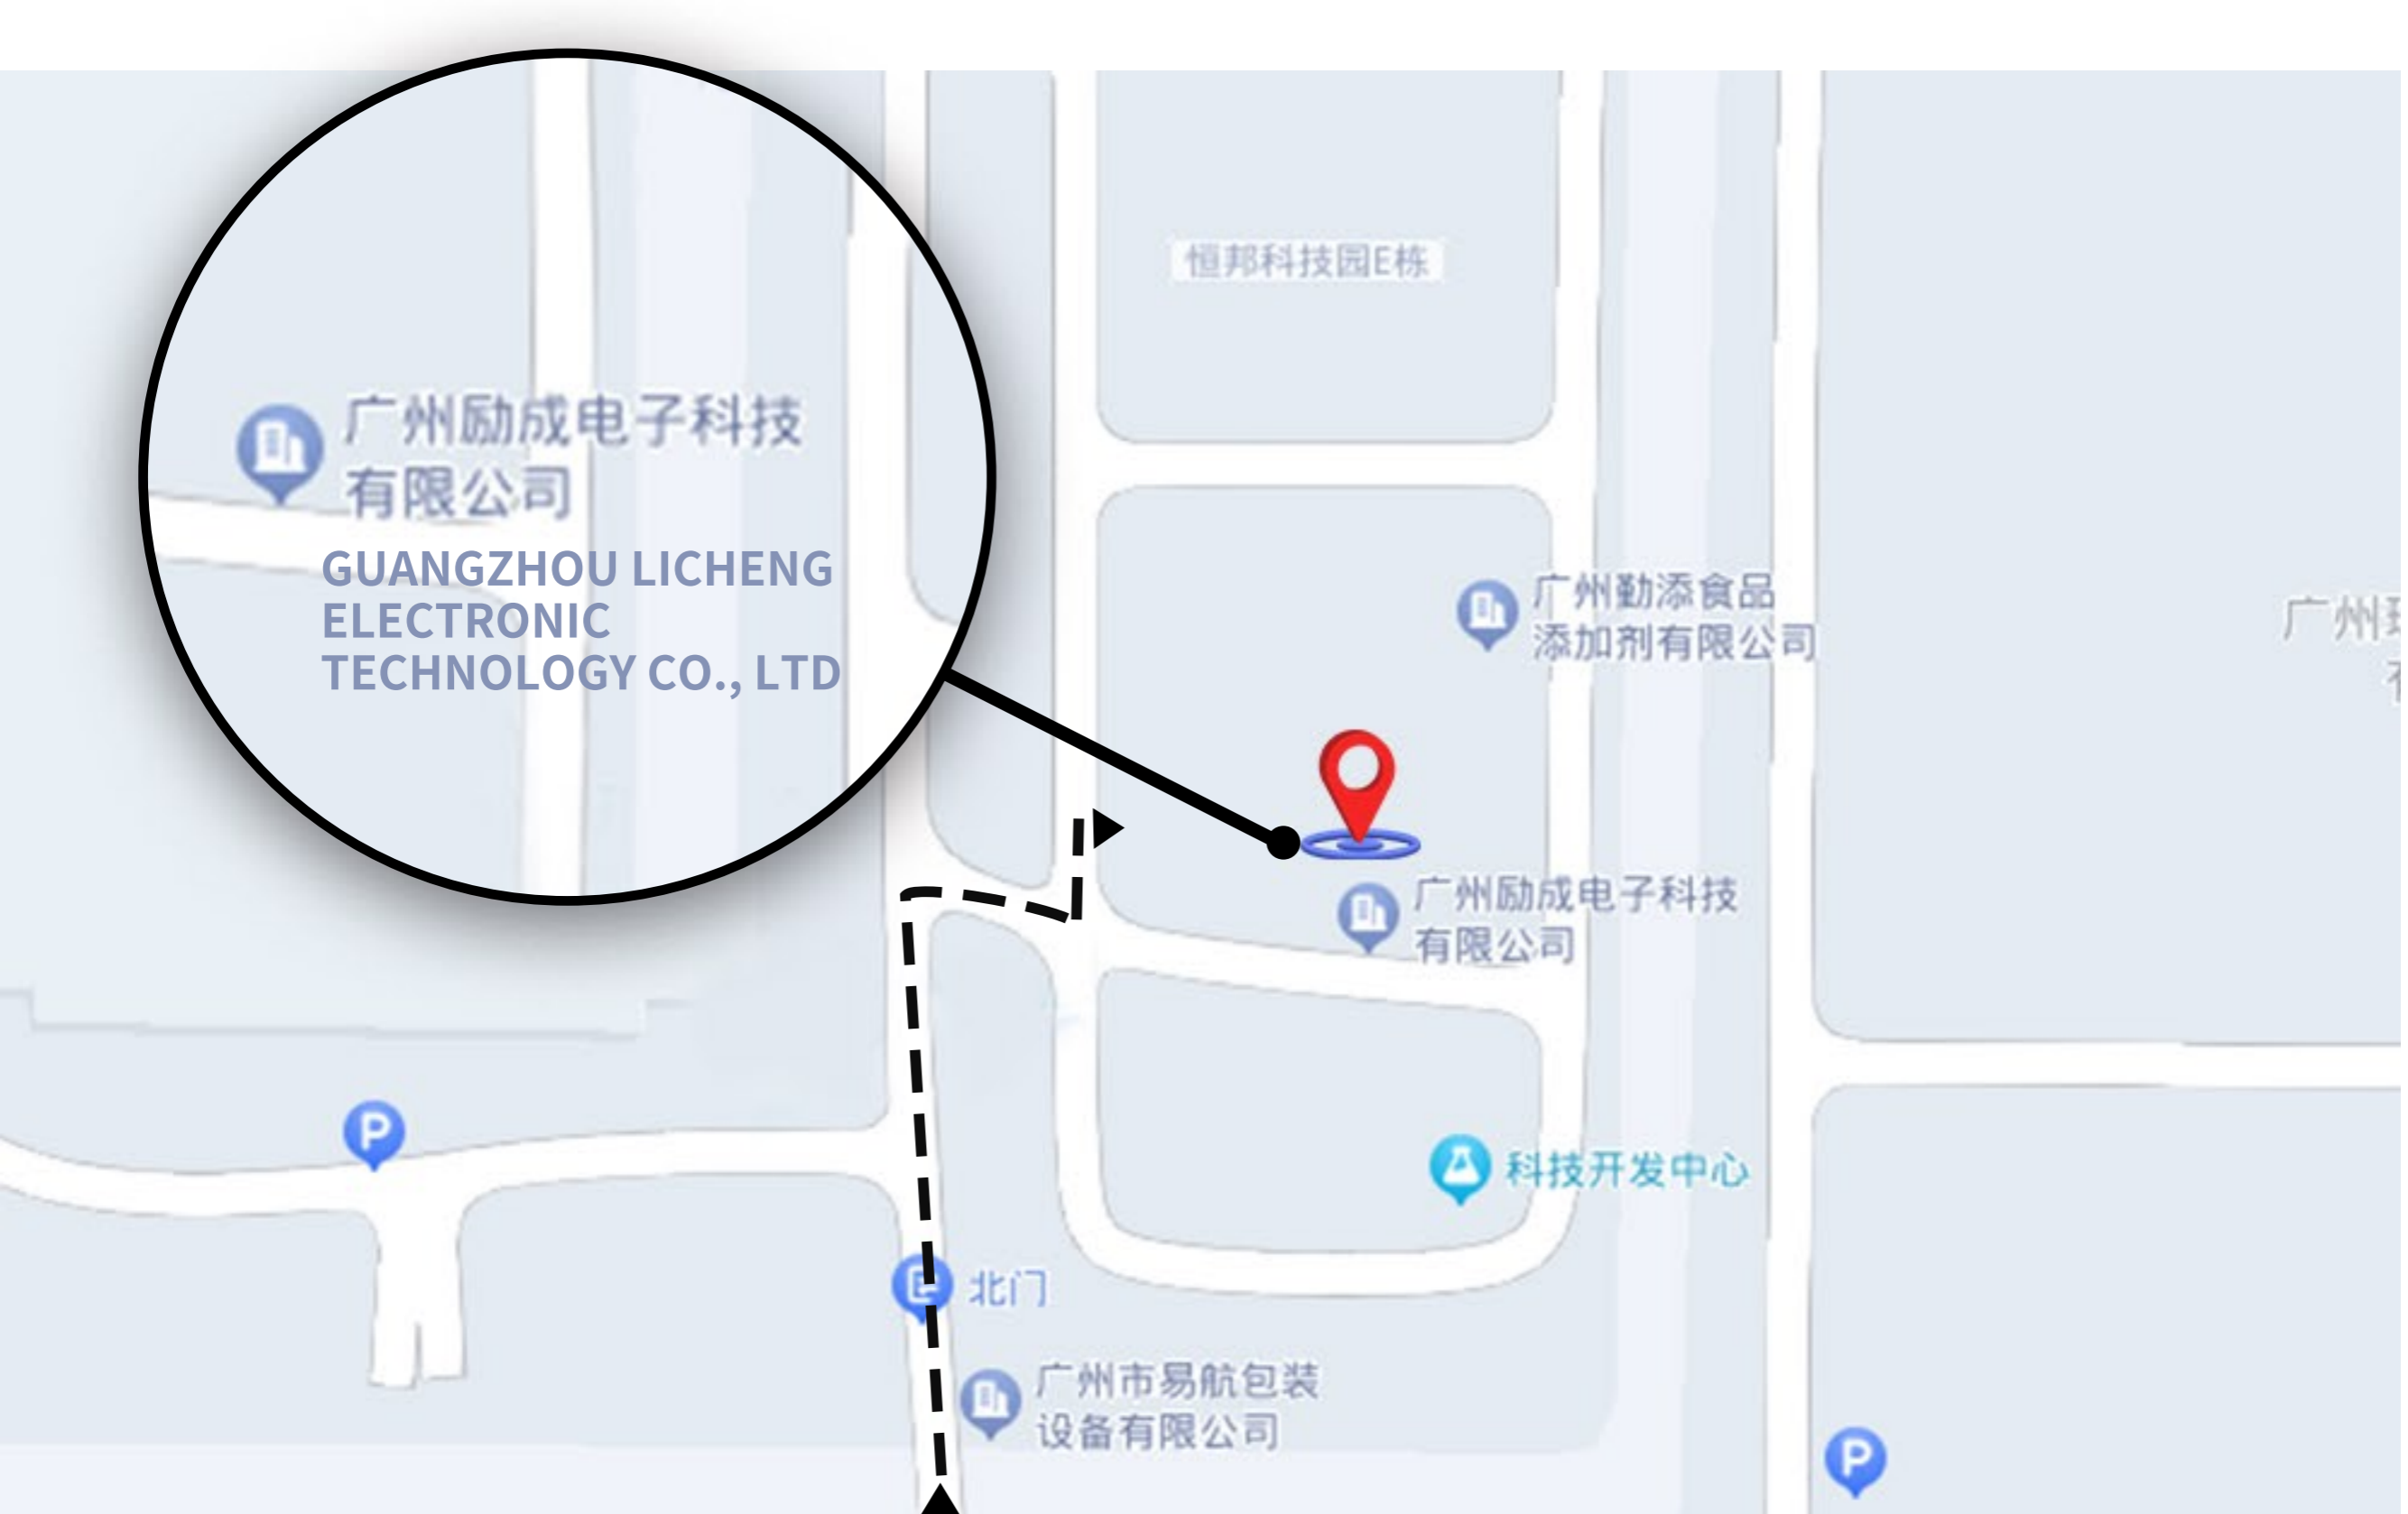 广州励成电子科技
有限公司
GUANGZHOU LICHENG
ELECTRONIC
TECHNOLOGY CO., LTD
恒邦科技园E栋
广州勤添食品
添加剂有限公司
广州
广州励成电子科技
有限公司
P
科技开发中心
北门
广州市易航包装
设备有限公司
P